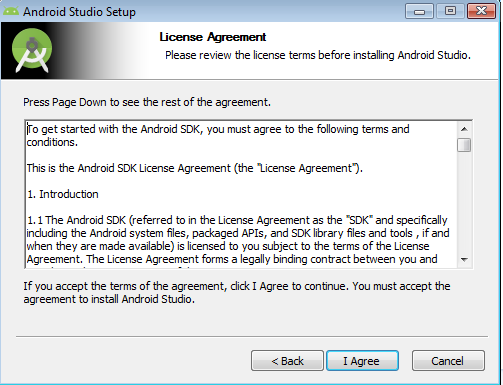 Android Studio Setup
License Agreement
Please review the license terms before installing Android Studio.
Press Page Down to see the rest of the agreement.
To get started with the Android SDK, you must agree to the following terms and
conditions.
This is the Android SDK License Agreement (the "License Agreement").
1. Introduction
1.1 The Android SDK (referred to in the License Agreement as the "SDK" and specifically
including the Android system files, packaged APIs, and SDK library files and tools , if and
when they are made available) is licensed to you subject to the terms of the License
Agreement. The License Agreement forms a legally binding contract between you and
If you accept the terms of the agreement, click I Agree to continue. You must accept the
agreement to install Android Studio.
< Back
I Agree
Cancel